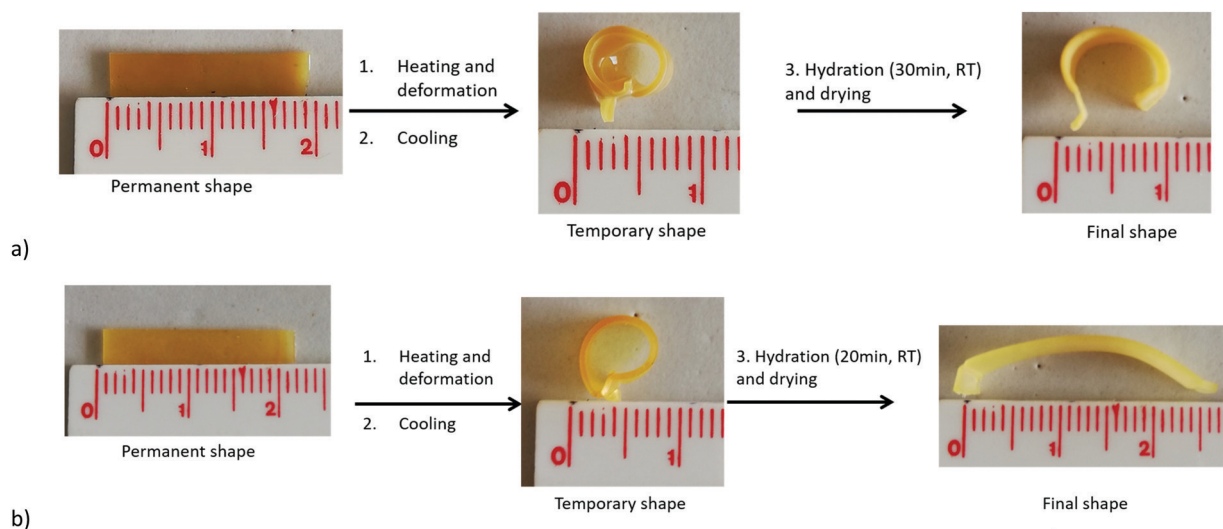 0 1 2
Permanent shape
1. Heating and
deformation
2. Cooling
0 1
Temporary shape
3. Hydration (30min, RT)
and drying
0 1
Final shape
a)
0 1 2
Permanent shape
1. Heating and
deformation
2. Cooling
0 1
Temporary shape
3. Hydration (20min, RT)
and drying
0 1 2
Final shape
b)